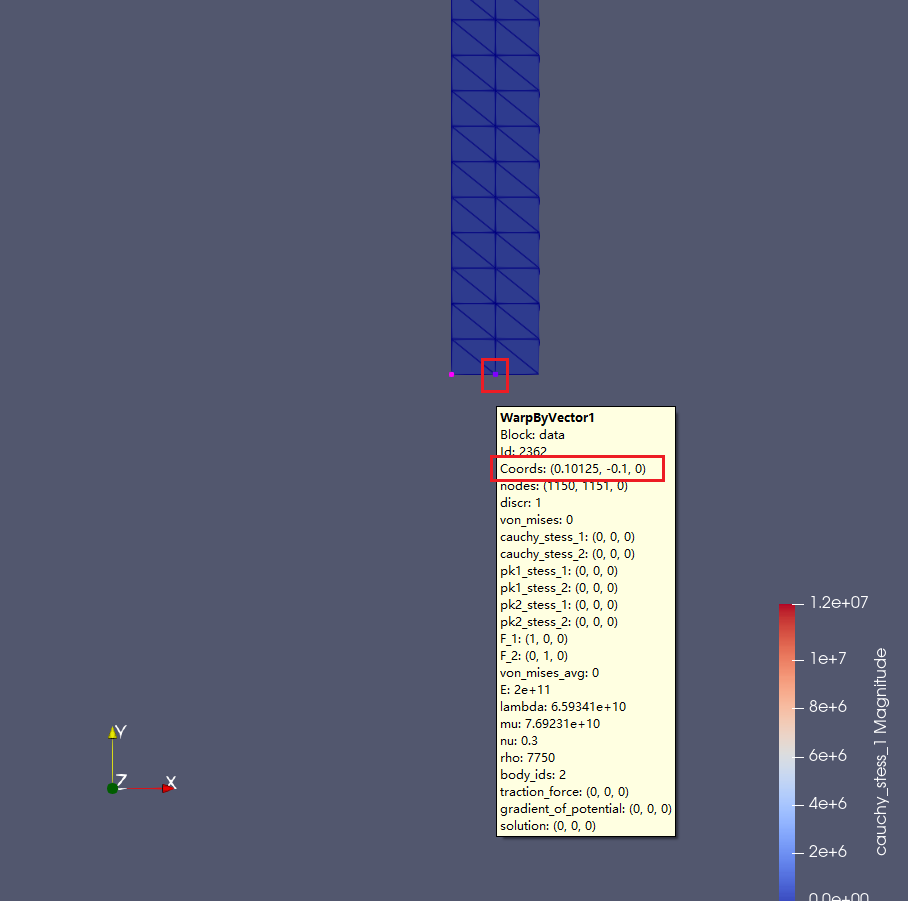 WarpByVector1
Block: data
Id: 2362
Coords: (0.10125, -0.1, 0)
nodes: (1150, 1151, 0)
discr: 1
von_mises: 0
cauchy_stess_1: (0, 0, 0)
cauchy_stess_2: (0, 0, 0)
pk1_stess_1: (0, 0, 0)
pk1_stess_2: (0, 0, 0)
pk2_stess_1: (0, 0, 0)
pk2_stess_2: (0, 0, 0)
F_1: (1, 0, 0)
F_2: (0, 1, 0)
von_mises_avg: 0
E: 2e+11
lambda: 6.59341e+10
mu: 7.69231e+10
nu: 0.3
rho: 7750
body_ids: 2
traction_force: (0, 0, 0)
gradient_of_potential: (0, 0, 0)
solution: (0, 0, 0)
1.2e+07
1e+7
8e+6
6e+6
4e+6
2e+6
0.0e+00
cauchy_stess_1 Magnitude
Y
Z
X